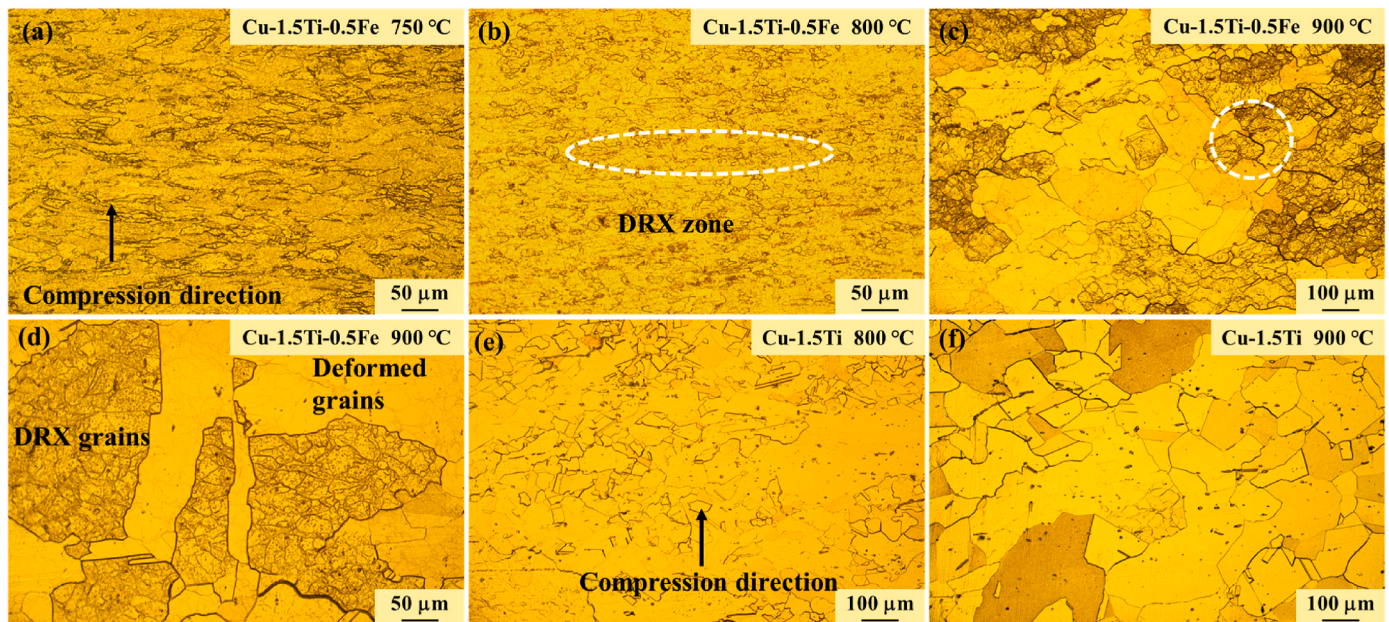 (a) Cu-1.5Ti-0.5Fe 750 ℃
Compression direction
50 μm
(b) Cu-1.5Ti-0.5Fe 800 ℃
DRX zone
50 μm
(c) Cu-1.5Ti-0.5Fe 900 ℃
100 μm
(d) Cu-1.5Ti-0.5Fe 900 ℃
Deformed
grains
DRX grains
50 μm
(e) Cu-1.5Ti 800 ℃
Compression direction
100 μm
(f) Cu-1.5Ti 900 ℃
100 μm